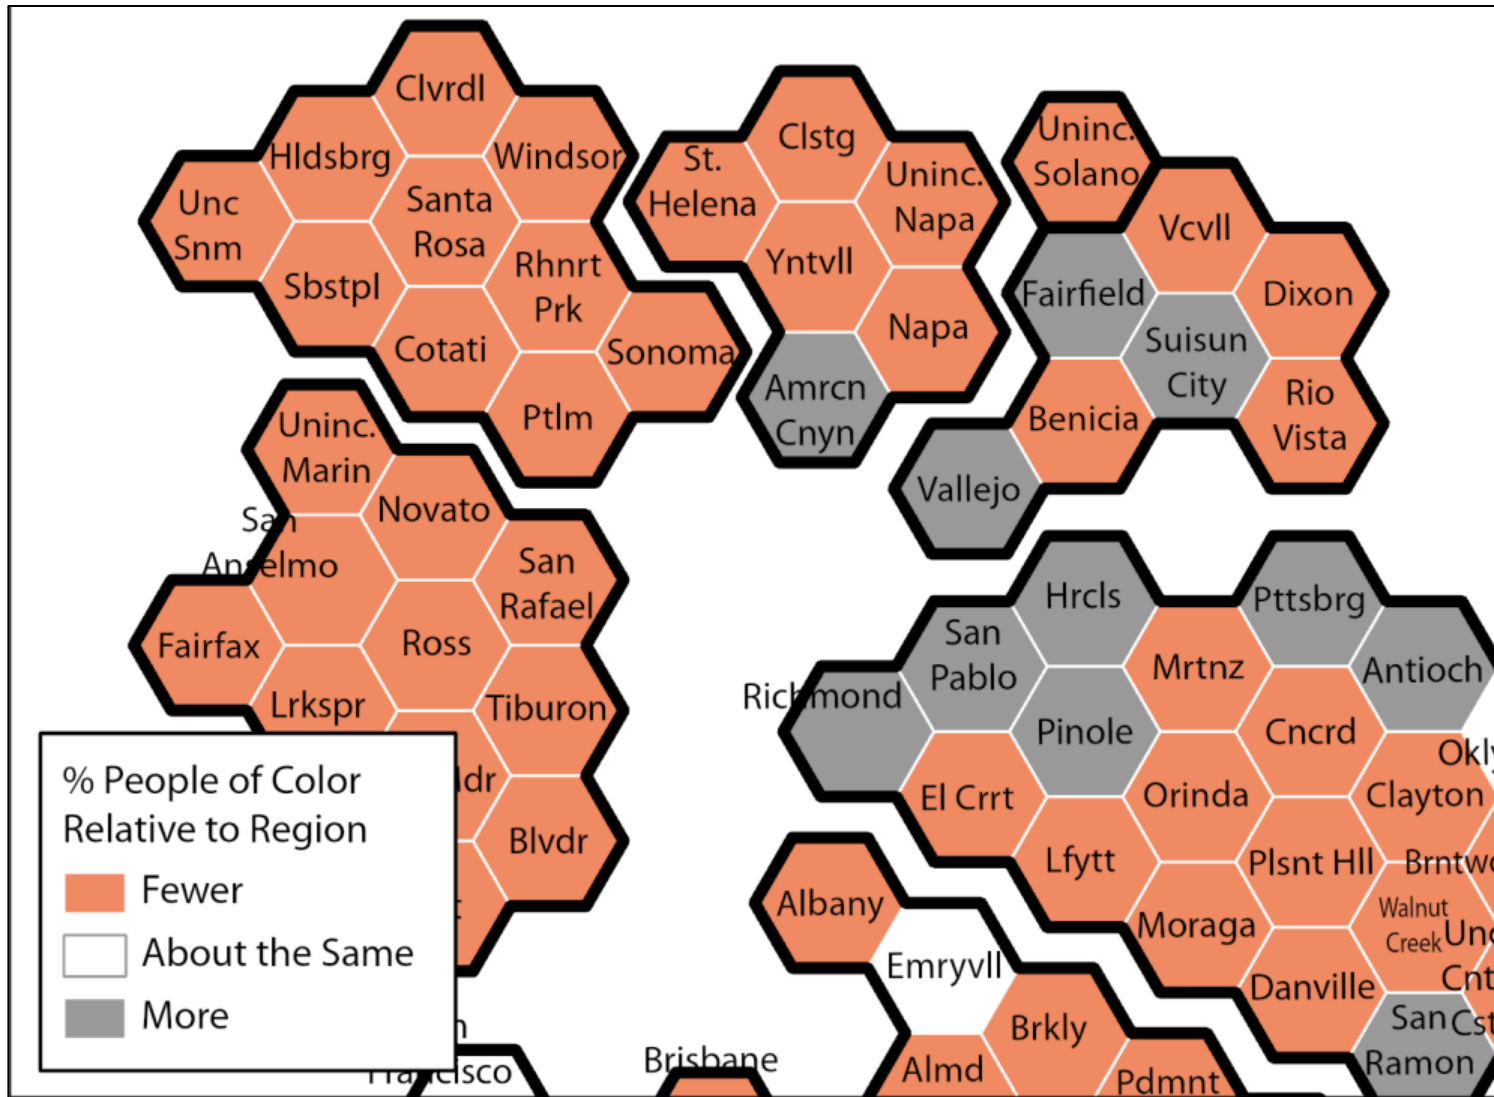 Clvrdl
Hldsbrg
Windsor
Unc
Snm
Santa
Rosa
Sbstpl
Rhnrt
Prk
Cotati
Sonoma
Ptlm
St.
Helena
Clstg
Uninc.
Napa
Yntvll
Napa
Amrcn
Cnyn
Uninc.
Solano
Vcvll
Fairfield
Dixon
Suisun
City
Benicia
Rio
Vista
Vallejo
Uninc.
Marin
Novato
San
Anselmo
San
Rafael
Fairfax
Ross
Lrkspr
Tiburon
Blvdr
Hrcls
Pttsbrg
San
Pablo
Mrtnz
Antioch
Richmond
Pinole
Cncrd
El Crrt
Orinda
Clayton
Lfytt
Plsnt Hll
Moraga
Walnut
Creek
Danville
San
Ramon
Albany
Emryvll
Brkly
Almd
Pdmnt
Brisbane
% People of Color
Relative to Region
Fewer
About the Same
More